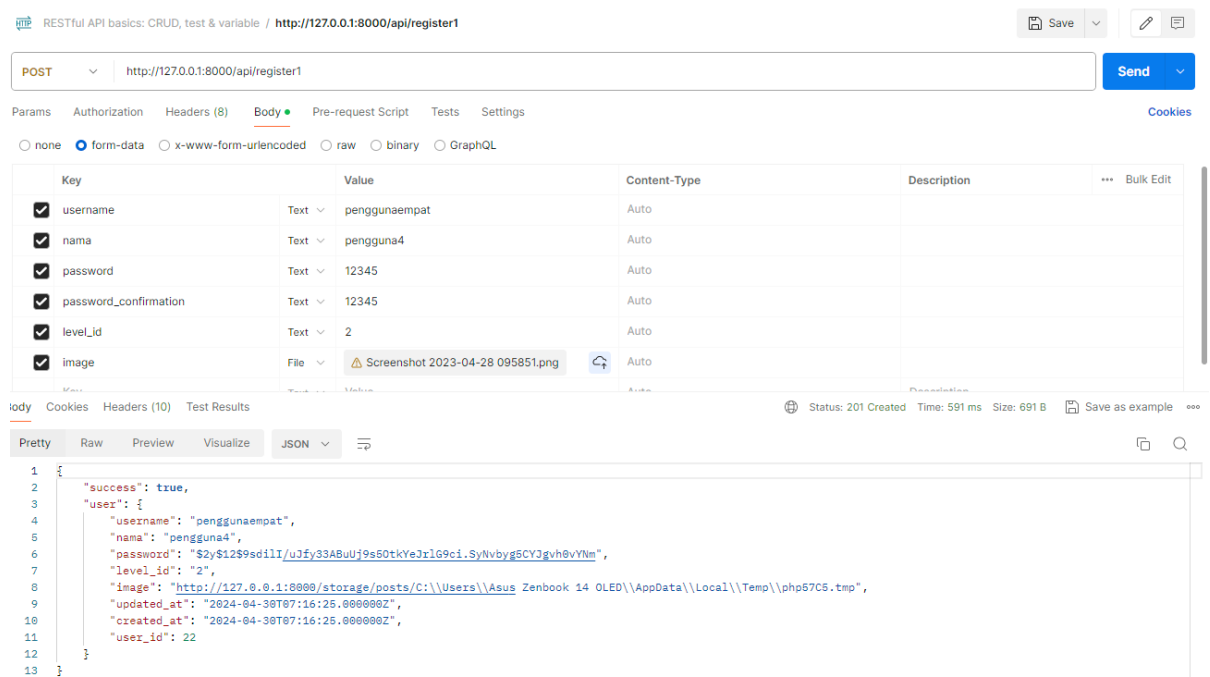 HTTP RESTful API basics: CRUD, test & variable / http://127.0.0.1:8000/api/register1 Save
POST http://127.0.0.1:8000/api/register1 Send
Params Authorization Headers (8) Body Pre-request Script Tests Settings Cookies
none form-data x-www-form-urlencoded raw binary GraphQL
Key Value Content-Type Description Bulk Edit
username Text penggunaempat Auto
nama Text pengguna4 Auto
password Text 12345 Auto
password_confirmation Text 12345 Auto
level_id Text 2 Auto
image File Screenshot 2023-04-28 095851.png Auto
Key Text Value Auto Description
Body Cookies Headers (10) Test Results Status: 201 Created Time: 591 ms Size: 691 B Save as example
Pretty Raw Preview Visualize JSON
1 {
2 "success": true,
3 "user": {
4 "username": "penggunaempat",
5 "nama": "pengguna4",
6 "password": "$2y$12$9sdilI/uJfy33ABuUj9s5OtkYeJrlG9ci.SyNvbyg5CYJgvh0vYNm",
7 "level_id": "2",
8 "image": "http://127.0.0.1:8000/storage/posts/C:\\Users\\Asus Zenbook 14 OLED\\AppData\\Local\\Temp\\php57C5.tmp",
9 "updated_at": "2024-04-30T07:16:25.000000Z",
10 "created_at": "2024-04-30T07:16:25.000000Z",
11 "user_id": 22
12 }
13 }